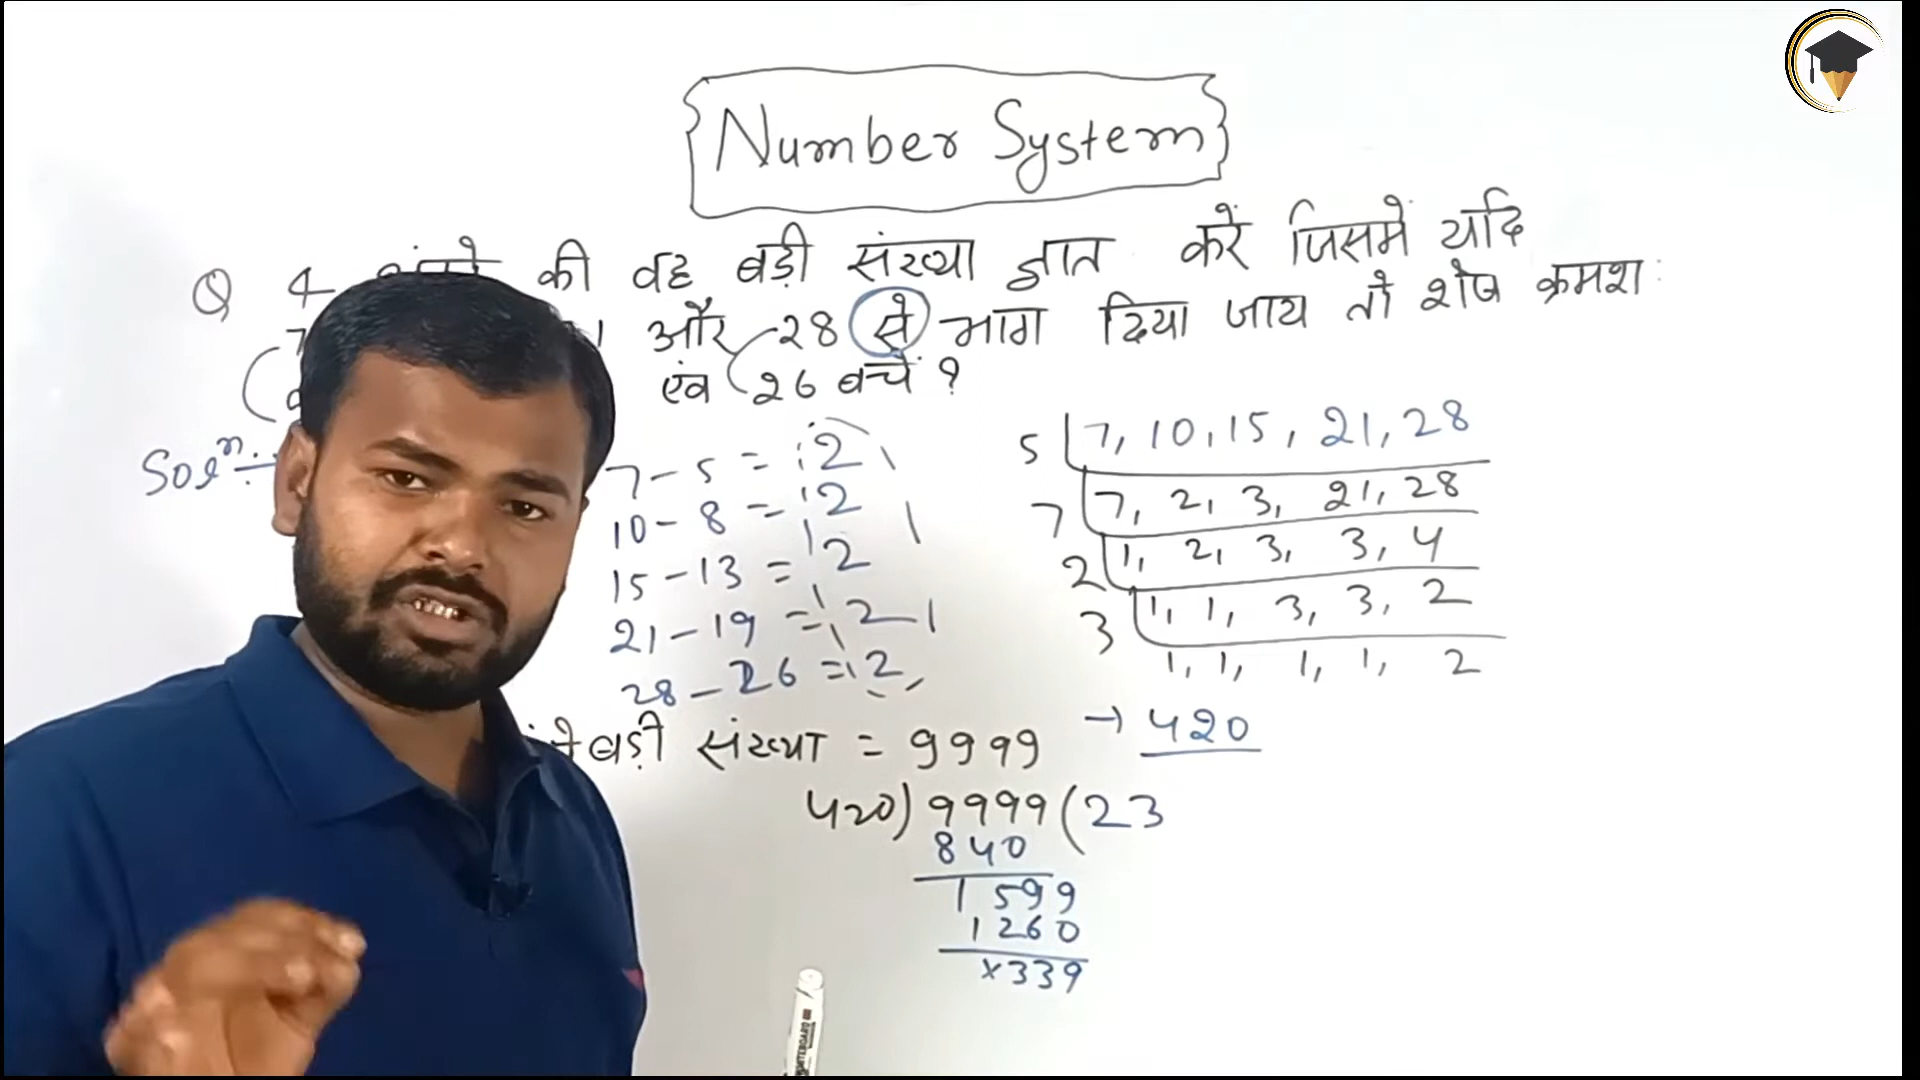 Number System
Q 4 की वह बड़ी संख्या ज्ञात करें जिसमें यदि
7 और 28 से भाग दिया जाय तो शेष क्रमश:
एंव 26 बचें ?
Solⁿ:-
7 - 5 = 2
10 - 8 = 2
15 - 13 = 2
21 - 19 = 2
28 - 26 = 2
5 | 7, 10, 15, 21, 28
7 | 7, 2, 3, 21, 28
2 | 1, 2, 3, 3, 4
3 | 1, 1, 3, 3, 2
1, 1, 1, 1, 2
→ 420
बड़ी संख्या = 9999
420) 9999 (23
840
1599
1260
×339